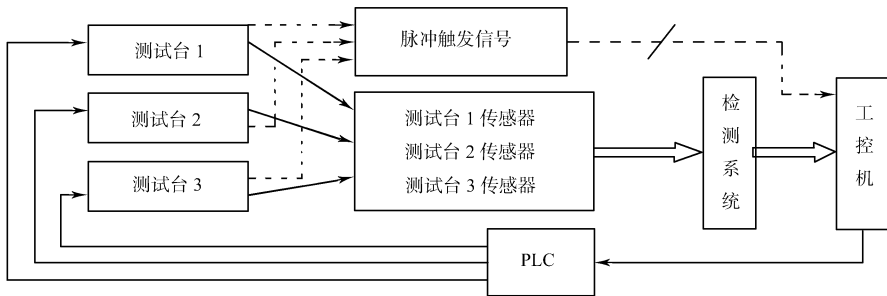 测试台 1
脉冲触发信号
测试台 2
测试台 3
测试台 1 传感器
测试台 2 传感器
测试台 3 传感器
检测系统
工控机
PLC